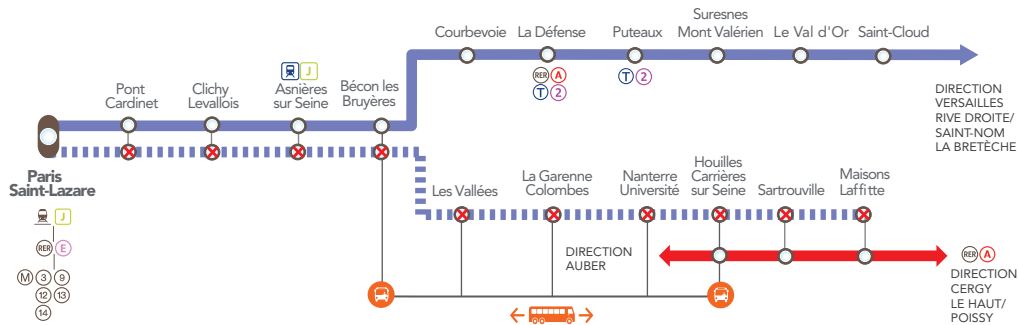 Courbevoie
La Défense
Puteaux
Suresnes
Mont Valérien
Le Val d'Or
Saint-Cloud
RER A
T 2
T 2
J
Pont
Cardinet
Clichy
Levallois
Asnières
sur Seine
Bécon les
Bruyères
DIRECTION
VERSAILLES
RIVE DROITE/
SAINT-NOM
LA BRETÈCHE
Paris
Saint-Lazare
J
RER E
M 3 9
12 13
14
Les Vallées
La Garenne
Colombes
Nanterre
Université
Houilles
Carrières
sur Seine
Sartrouville
Maisons
Laffitte
DIRECTION
AUBER
RER A
DIRECTION
CERGY
LE HAUT/
POISSY